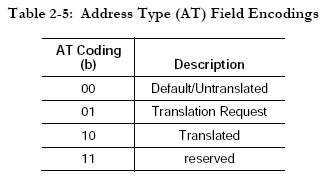 Table 2-5: Address Type (AT) Field Encodings
AT Coding (b) Description
00 Default/Untranslated
01 Translation Request
10 Translated
11 reserved